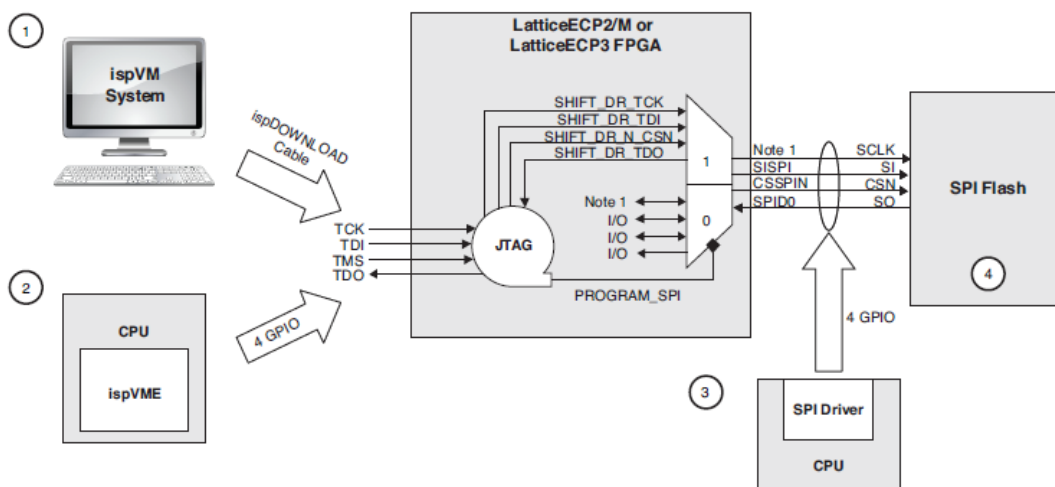 1
ispVM
System
ispDOWNLOAD
Cable
LatticeECP2/M or
LatticeECP3 FPGA
SHIFT_DR_TCK
SHIFT_DR_TDI
SHIFT_DR_N_CSN
SHIFT_DR_TDO
1
Note 1
I/O
I/O
I/O
0
JTAG
PROGRAM_SPI
TCK
TDI
TMS
TDO
Note 1
SISPI
CSSPIN
SPID0
SCLK
SI
CSN
SO
SPI Flash
4
2
CPU
ispVME
4 GPIO
4 GPIO
3
SPI Driver
CPU